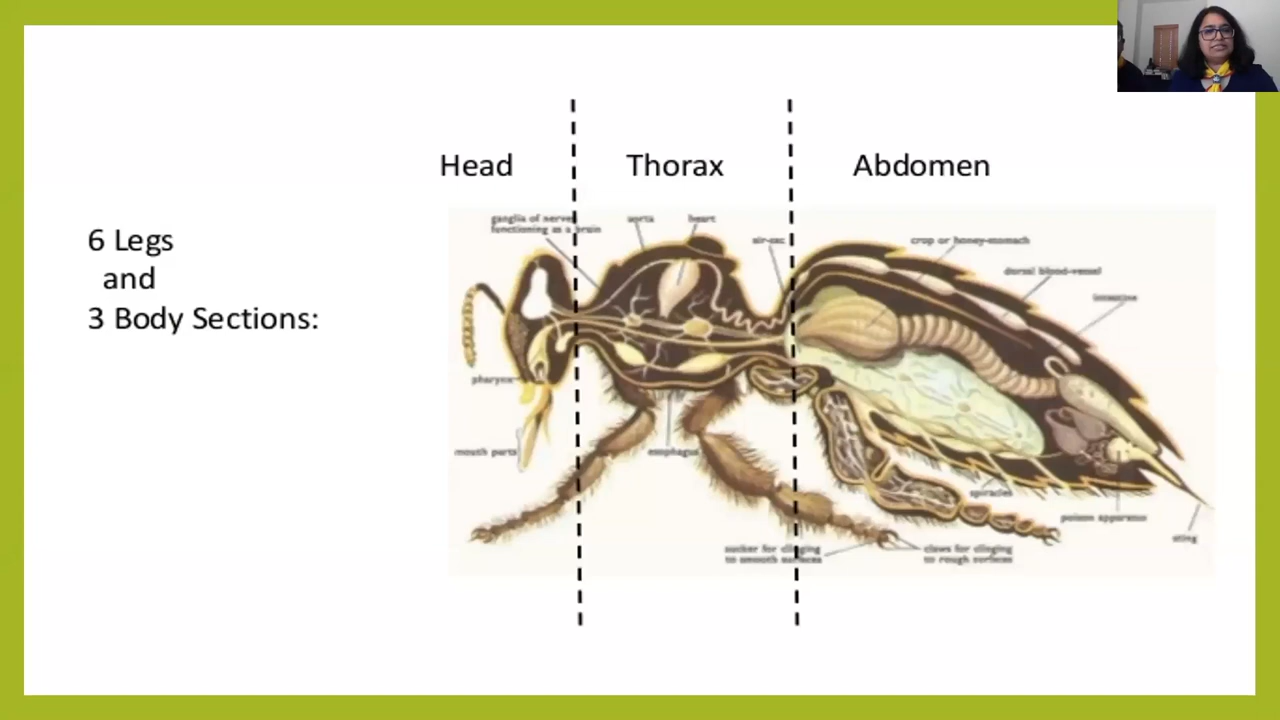 Head
Thorax
Abdomen
6 Legs
and
3 Body Sections:
ganglia of nerves
functioning as a brain
aorta
heart
air-sac
crop or honey-stomach
dorsal blood-vessel
intestine
pharynx
mouth parts
esophagus
spiracles
poison apparatus
sting
sucker for clinging
to smooth surfaces
claws for clinging
to rough surfaces